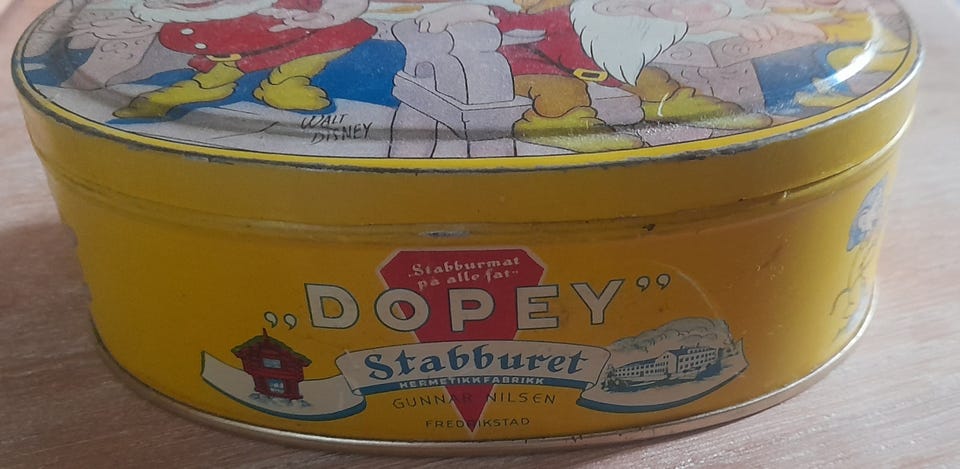 WALT
DISNEY
„Stabburmat
på alle fat"
„DOPEY”
Stabburet
HERMETIKKFABRIKK
GUNNAR NILSEN
FREDRIKSTAD